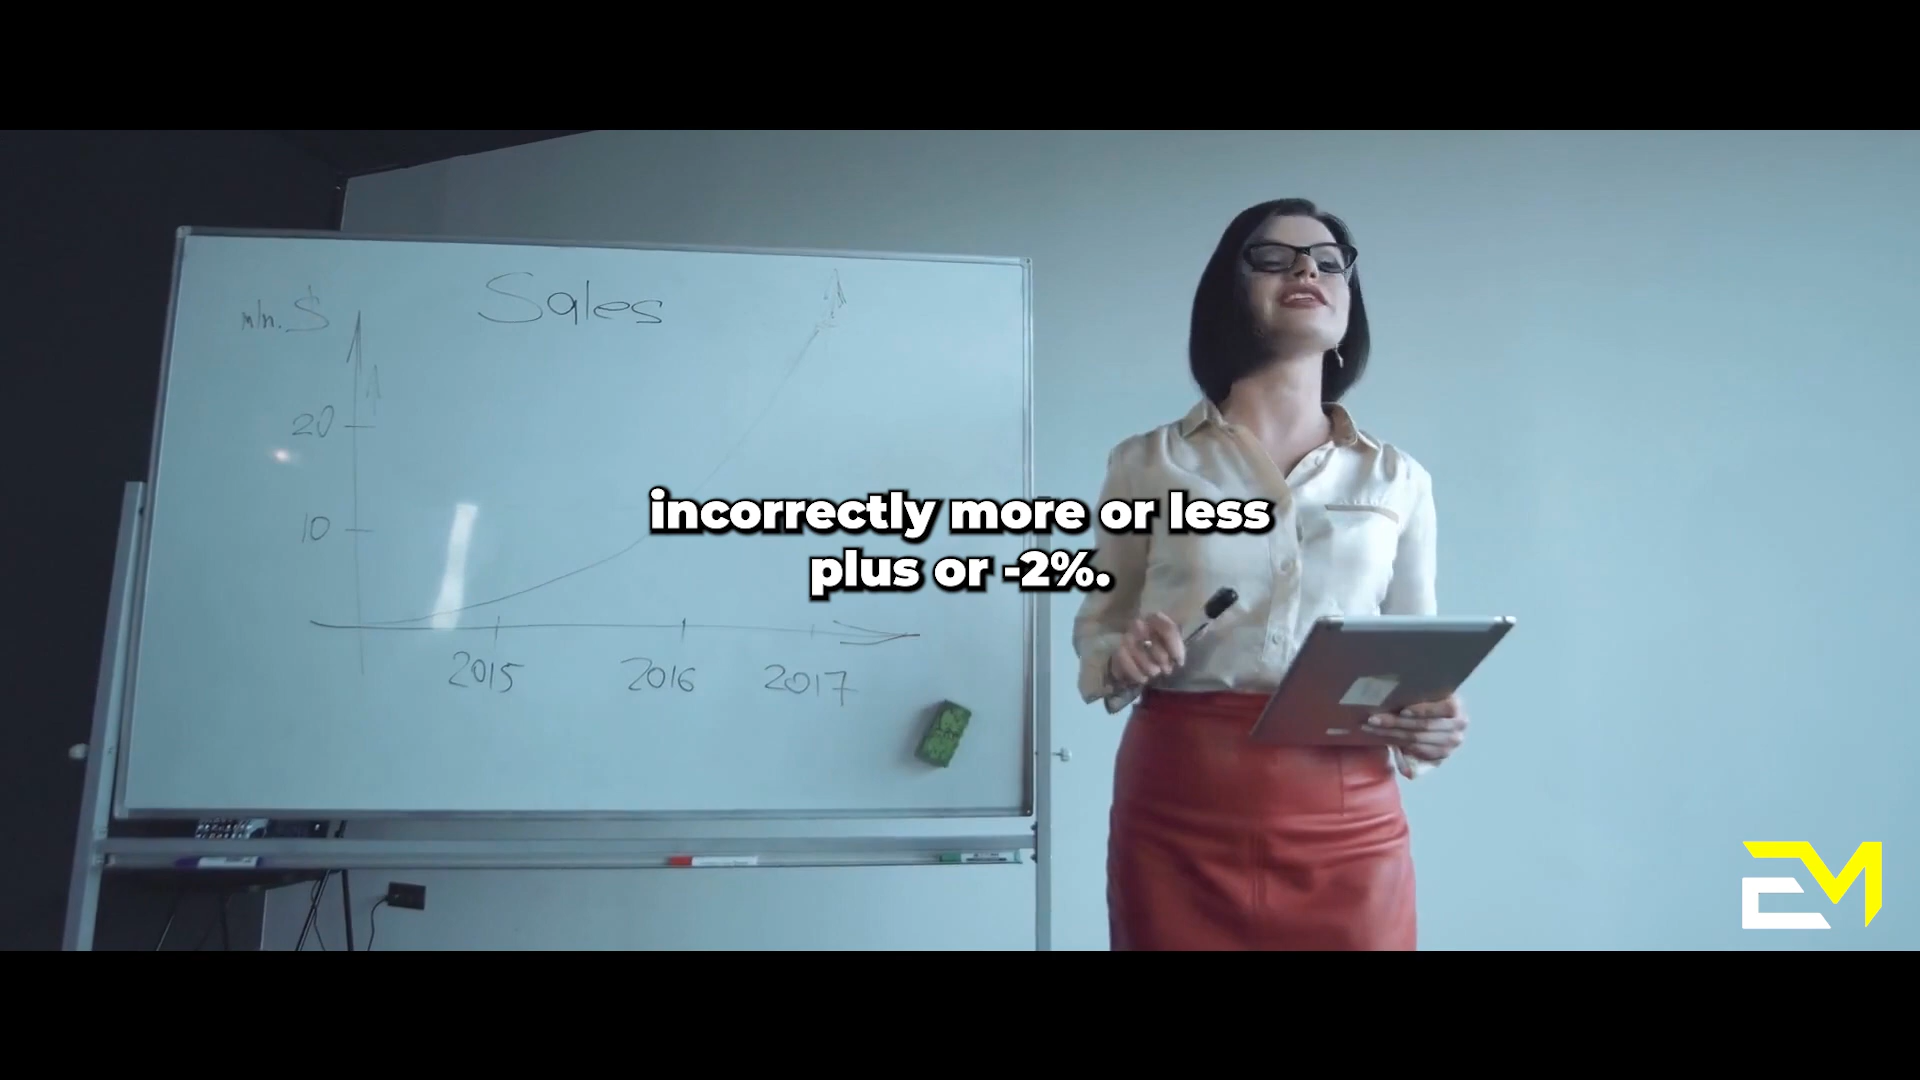 Sales
mln. $
20
10
incorrectly more or less
plus or -2%.
2015 2016 2017
EM